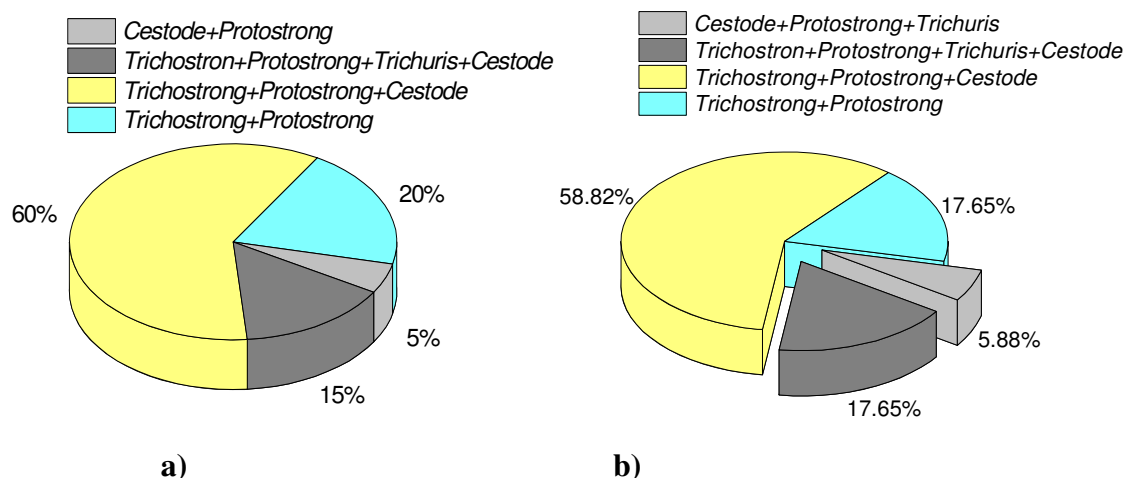 Cestode+Protostrong
Trichostron+Protostrong+Trichuris+Cestode
Trichostrong+Protostrong+Cestode
Trichostrong+Protostrong
60%
20%
5%
15%
a)
Cestode+Protostrong+Trichuris
Trichostrong+Protostrong+Trichuris+Cestode
Trichostrong+Protostrong+Cestode
Trichostrong+Protostrong
58.82%
17.65%
5.88%
17.65%
b)